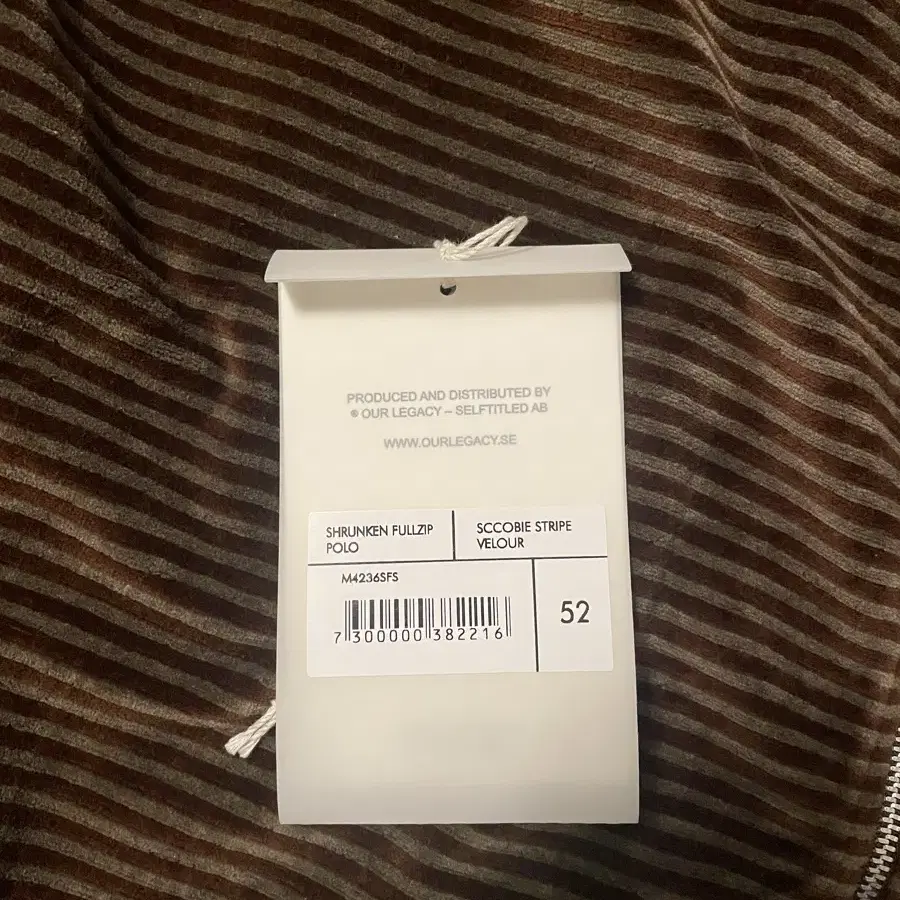 PRODUCED AND DISTRIBUTED BY
® OUR LEGACY – SELFTITLED AB
WWW.OURLEGACY.SE
SHRUNKEN FULLZIP
POLO
SCCOBIE STRIPE
VELOUR
M4236SFS
7 300000 382216
52